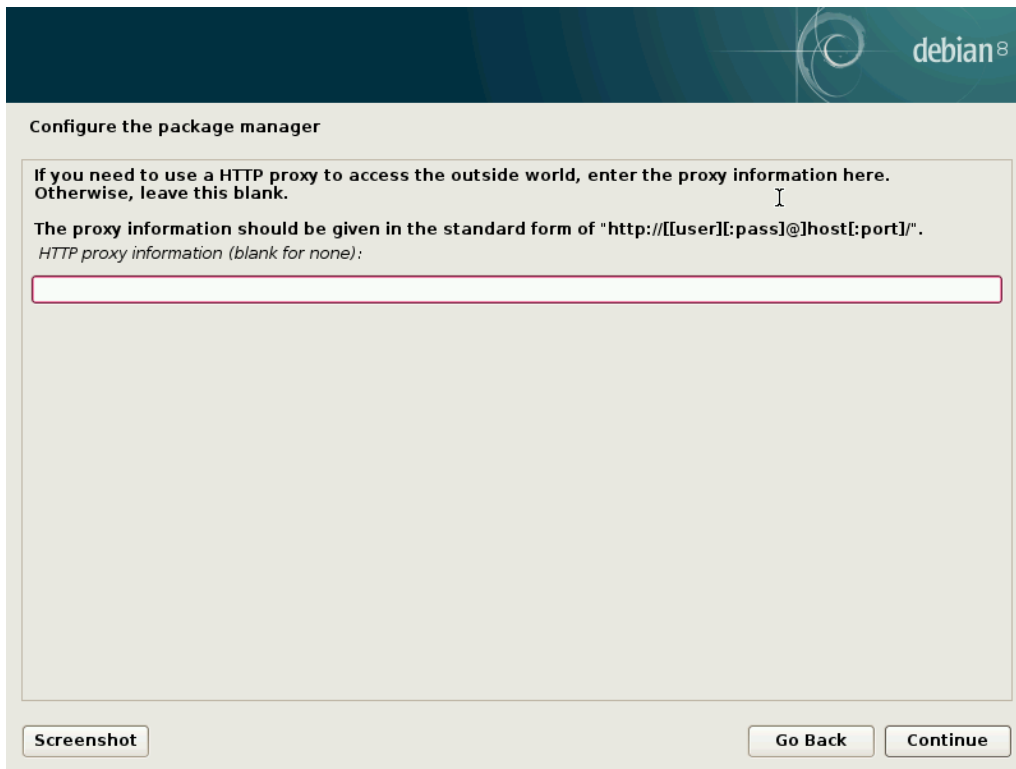 debian 8
Configure the package manager
If you need to use a HTTP proxy to access the outside world, enter the proxy information here.
Otherwise, leave this blank.
The proxy information should be given in the standard form of "http://[[user][:pass]@]host[:port]/".
HTTP proxy information (blank for none):
Screenshot
Go Back
Continue